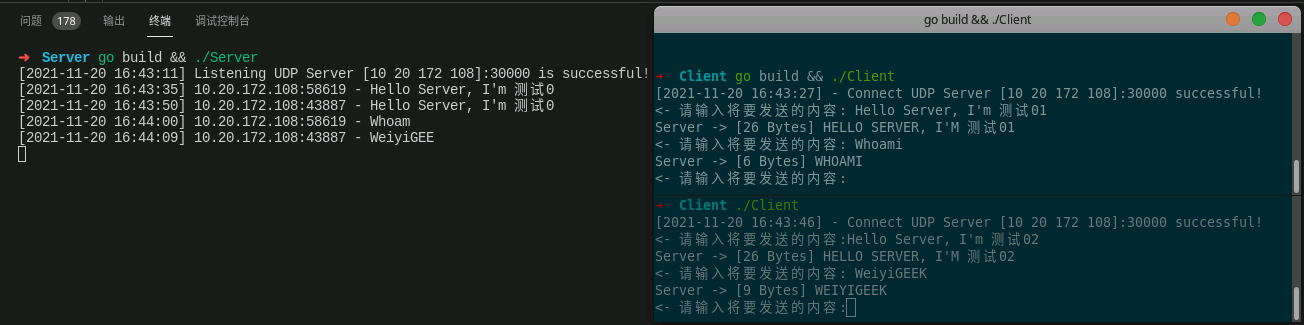 问题 178 输出 终端 调试控制台
➜ Server go build && ./Server
[2021-11-20 16:43:11] Listening UDP Server [10 20 172 108]:30000 is successful!
[2021-11-20 16:43:35] 10.20.172.108:58619 - Hello Server, I'm 测试0
[2021-11-20 16:43:50] 10.20.172.108:43887 - Hello Server, I'm 测试0
[2021-11-20 16:44:00] 10.20.172.108:58619 - Whoam
[2021-11-20 16:44:09] 10.20.172.108:43887 - WeiyiGEE
go build && ./Client
➜ Client go build && ./Client
[2021-11-20 16:43:27] - Connect UDP Server [10 20 172 108]:30000 successful!
<- 请输入将要发送的内容: Hello Server, I'm 测试01
Server -> [26 Bytes] HELLO SERVER, I'M 测试01
<- 请输入将要发送的内容: Whoami
Server -> [6 Bytes] WHOAMI
<- 请输入将要发送的内容:
➜ Client ./Client
[2021-11-20 16:43:46] - Connect UDP Server [10 20 172 108]:30000 successful!
<- 请输入将要发送的内容:Hello Server, I'm 测试02
Server -> [26 Bytes] HELLO SERVER, I'M 测试02
<- 请输入将要发送的内容: WeiyiGEEK
Server -> [9 Bytes] WEIYIGEEK
<- 请输入将要发送的内容: